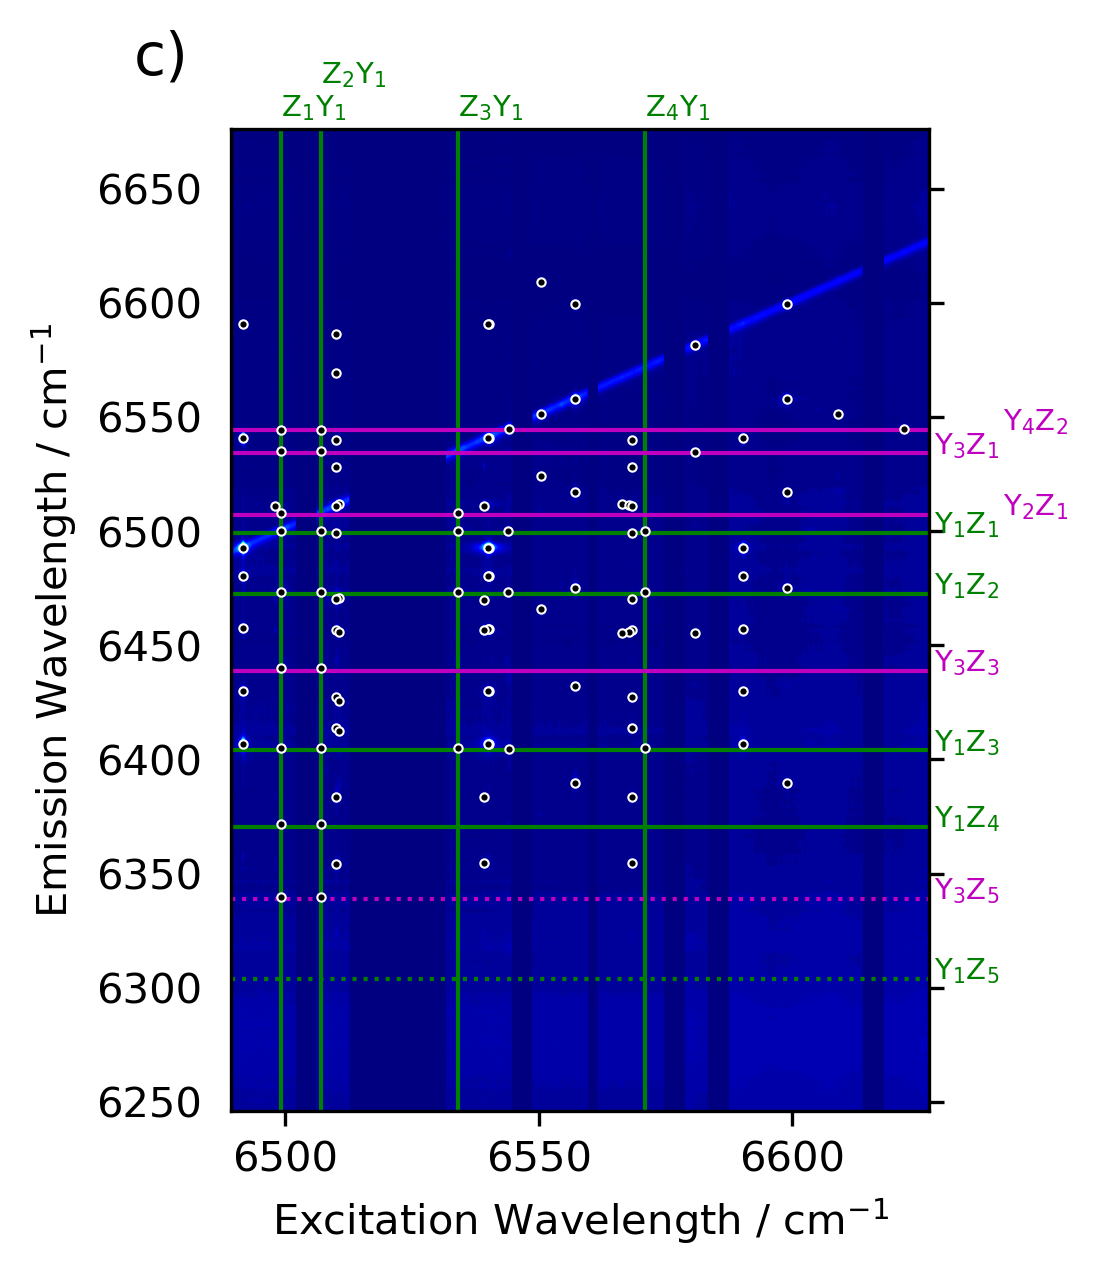 c)
Z₂Y₁
Z₁Y₁ Z₃Y₁ Z₄Y₁
6650
6600
6550
6500
6450
6400
6350
6300
6250
Emission Wavelength / cm⁻¹
Y₄Z₂
Y₃Z₁
Y₂Z₁
Y₁Z₁
Y₁Z₂
Y₃Z₃
Y₁Z₃
Y₁Z₄
Y₃Z₅
Y₁Z₅
6500 6550 6600
Excitation Wavelength / cm⁻¹